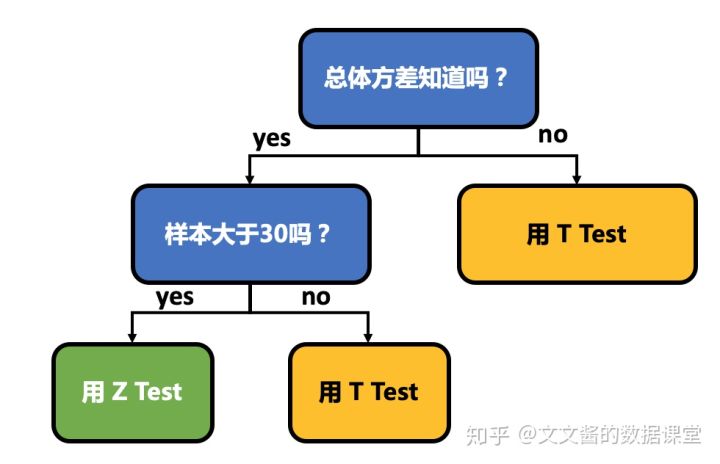 总体方差知道吗？
yes
no
样本大于30吗？
用 T Test
yes
no
用 Z Test
用 T Test
知乎 @文文酱的数据课堂